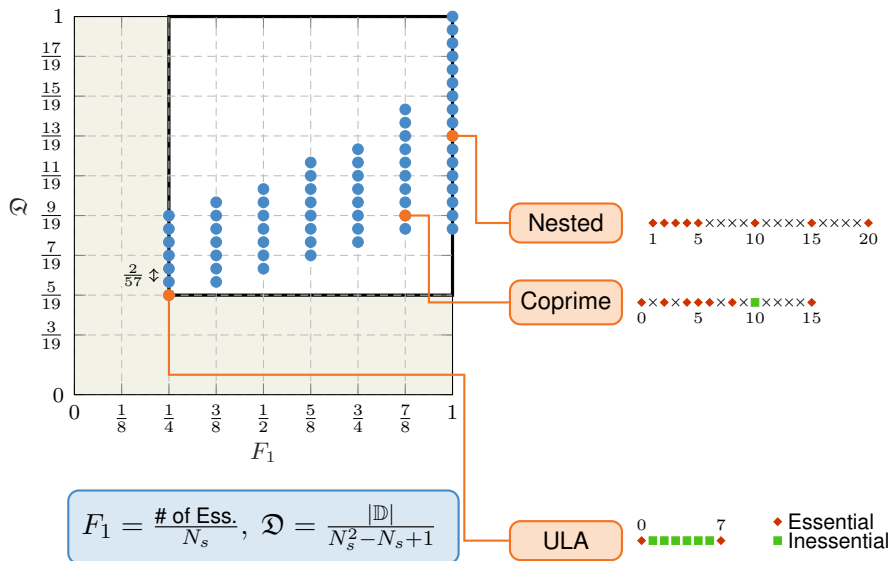 1
17/19
15/19
13/19
11/19
9/19
7/19
5/19
3/19
0
𝔇
2/57
0 1/8 1/4 3/8 1/2 5/8 3/4 7/8 1
F₁
Nested
1 5 10 15 20
Coprime
0 5 10 15
F₁ = # of Ess./Nₛ, 𝔇 = |𝔻|/(Nₛ²−Nₛ+1)
ULA
0 7
Essential
Inessential